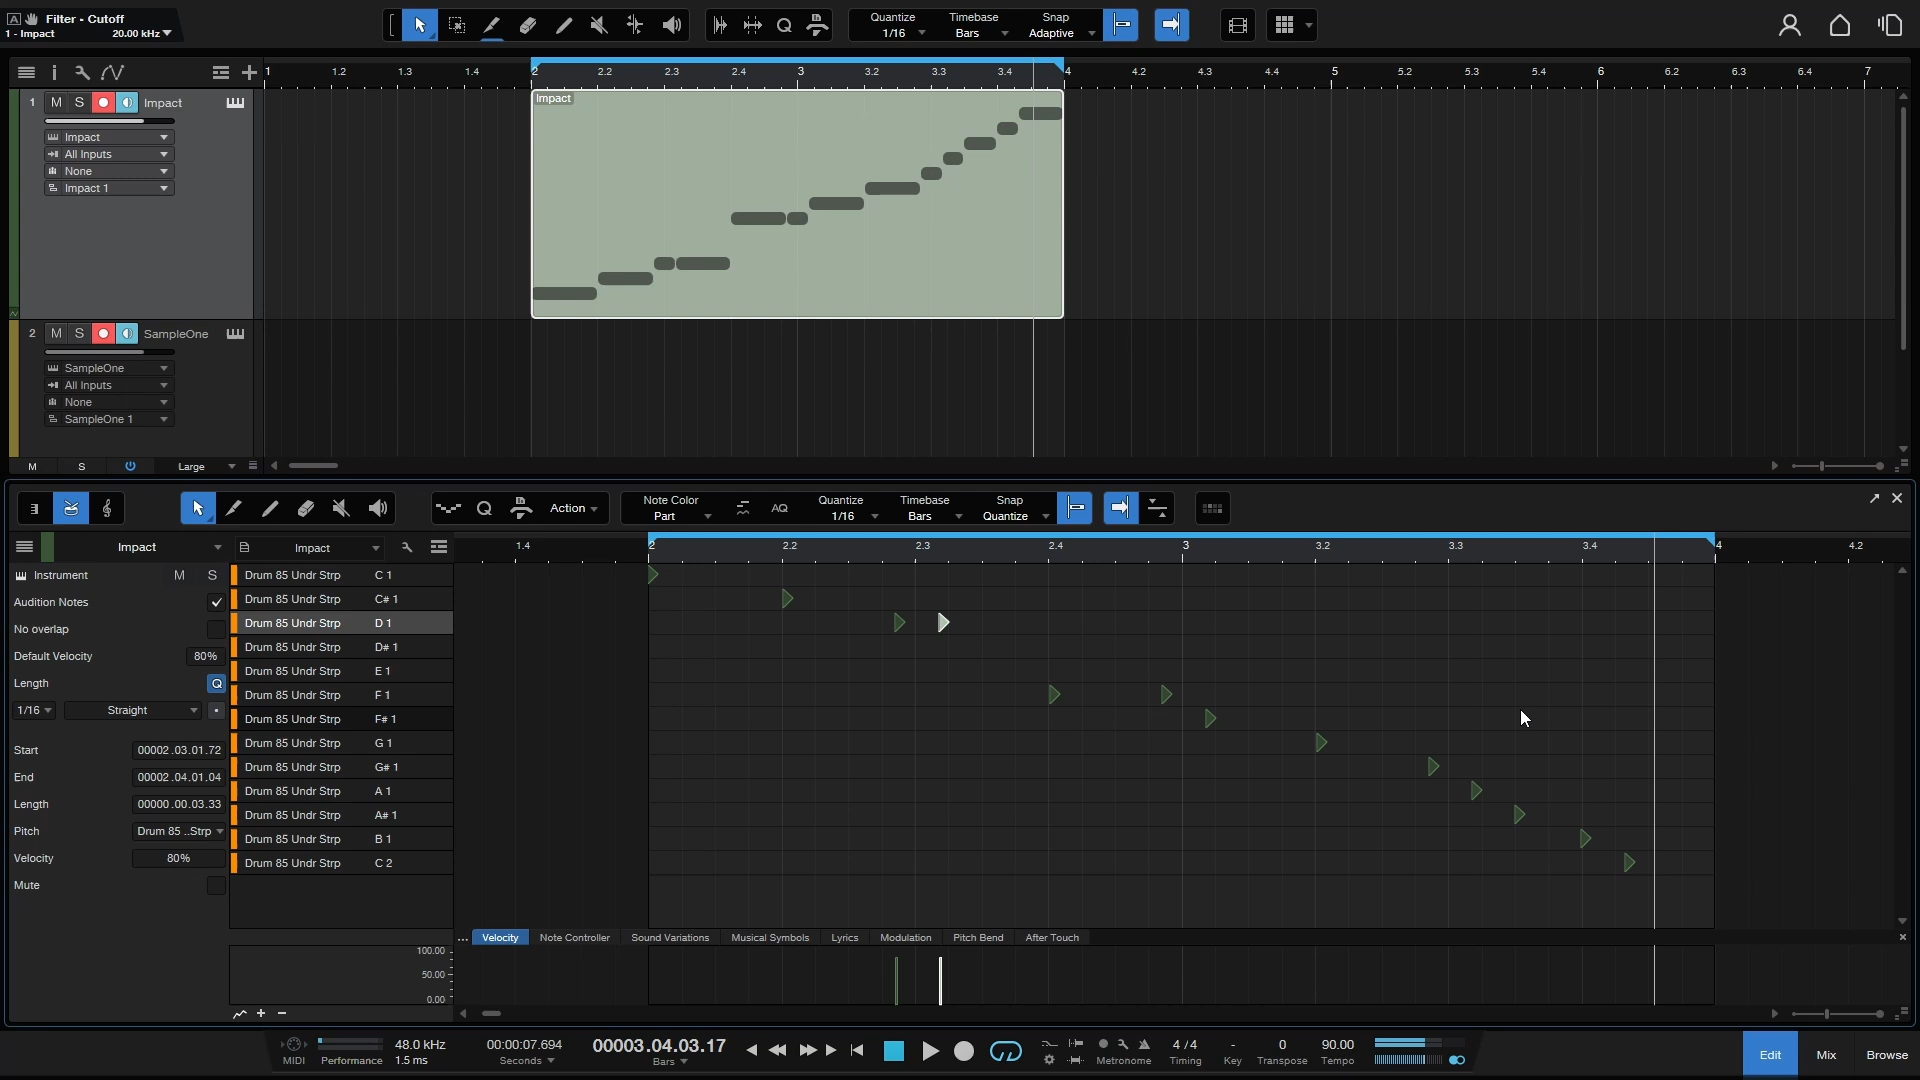 A Filter - Cutoff
1 - Impact 20.00 kHz
Quantize 1/16
Timebase Bars
Snap Adaptive
1 1.2 1.3 1.4 2 2.2 2.3 2.4 3 3.2 3.3 3.4 4 4.2 4.3 4.4 5 5.2 5.3 5.4 6 6.2 6.3 6.4 7
1 M S Impact
Impact
All Inputs
None
Impact 1
Impact
2 M S SampleOne
SampleOne
All Inputs
None
SampleOne 1
M S Large
Action
Note Color Part
AQ
Quantize 1/16
Timebase Bars
Snap Quantize
Impact Impact
1.4 2 2.2 2.3 2.4 3 3.2 3.3 3.4 4 4.2
Instrument M S
Audition Notes
No overlap
Default Velocity 80%
Length Q
1/16 Straight
Start 00002.03.01.72
End 00002.04.01.04
Length 00000.00.03.33
Pitch Drum 85 ..Strp
Velocity 80%
Mute
Drum 85 Undr Strp C 1
Drum 85 Undr Strp C# 1
Drum 85 Undr Strp D 1
Drum 85 Undr Strp D# 1
Drum 85 Undr Strp E 1
Drum 85 Undr Strp F 1
Drum 85 Undr Strp F# 1
Drum 85 Undr Strp G 1
Drum 85 Undr Strp G# 1
Drum 85 Undr Strp A 1
Drum 85 Undr Strp A# 1
Drum 85 Undr Strp B 1
Drum 85 Undr Strp C 2
... Velocity Note Controller Sound Variations Musical Symbols Lyrics Modulation Pitch Bend After Touch
100.00
50.00
0.00
MIDI
Performance
48.0 kHz
1.5 ms
00:00:07.694
Seconds
00003.04.03.17
Bars
Metronome
4 / 4
Timing
-
Key
0
Transpose
90.00
Tempo
Edit Mix Browse